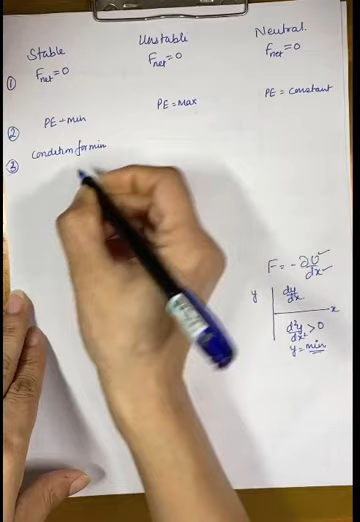 Stable Unstable Neutral
① Fnet = 0 Fnet = 0 Fnet = 0
② PE → min PE = max PE = constant
③ Condition for min
F = - ∂U/dx
y dy/dx
x
d²y/dx² > 0
y = min